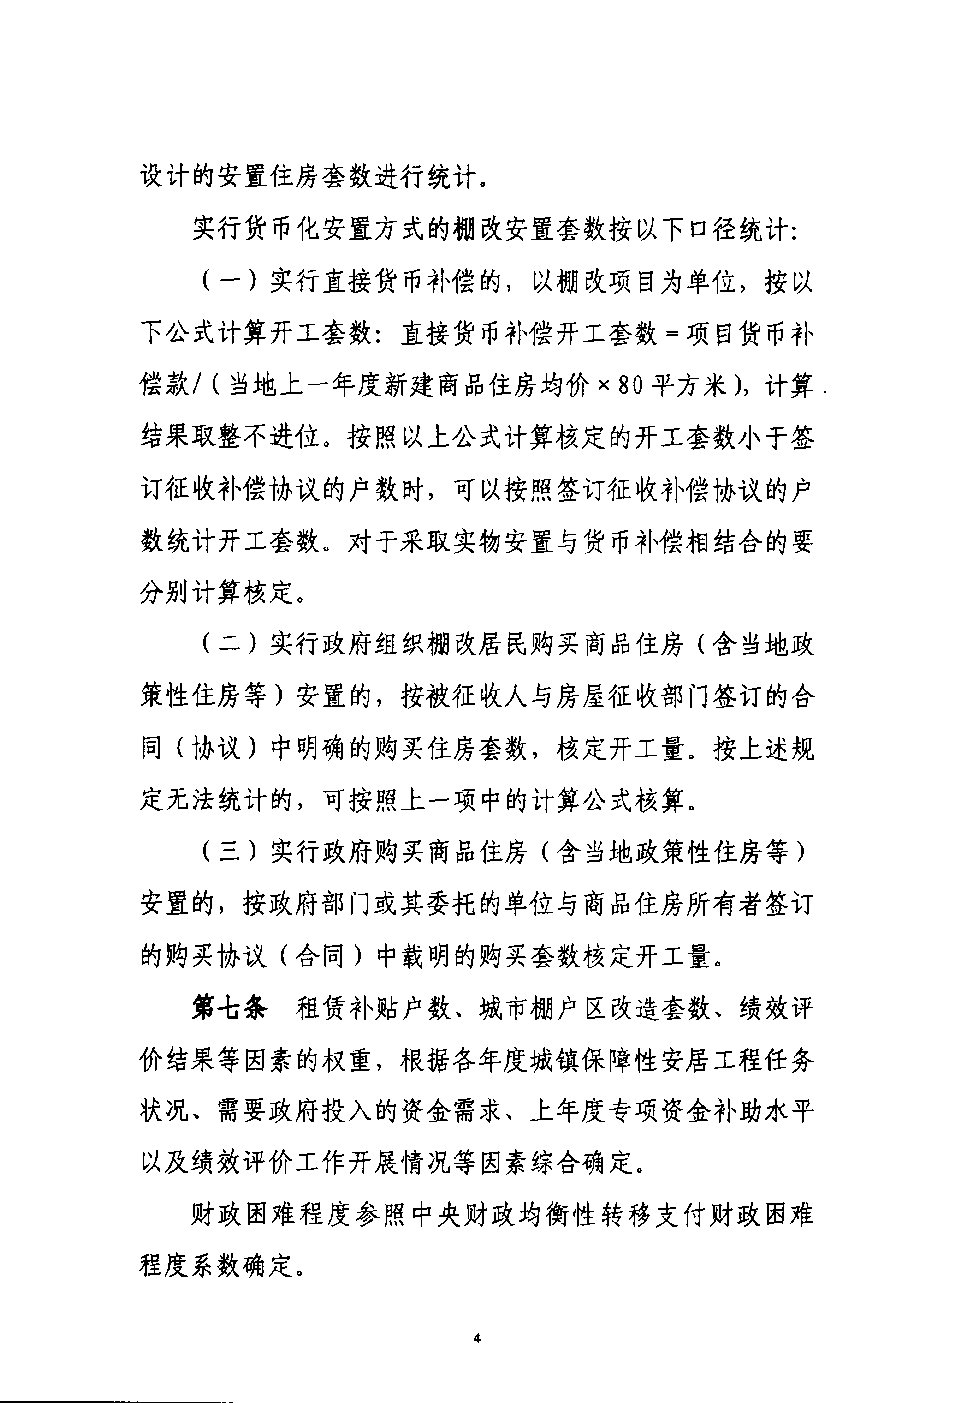 设计的安置住房套数进行统计。
实行货币化安置方式的棚改安置套数按以下口径统计：
（一）实行直接货币补偿的，以棚改项目为单位，按以
下公式计算开工套数：直接货币补偿开工套数=项目货币补
偿款/（当地上一年度新建商品住房均价×80平方米），计算
结果取整不进位。按照以上公式计算核定的开工套数小于签
订征收补偿协议的户数时，可以按照签订征收补偿协议的户
数统计开工套数。对于采取实物安置与货币补偿相结合的要
分别计算核定。
（二）实行政府组织棚改居民购买商品住房（含当地政
策性住房等）安置的，按被征收人与房屋征收部门签订的合
同（协议）中明确的购买住房套数，核定开工量。按上述规
定无法统计的，可按照上一项中的计算公式核算。
（三）实行政府购买商品住房（含当地政策性住房等）
安置的，按政府部门或其委托的单位与商品住房所有者签订
的购买协议（合同）中载明的购买套数核定开工量。
第七条　租赁补贴户数、城市棚户区改造套数、绩效评
价结果等因素的权重，根据各年度城镇保障性安居工程任务
状况、需要政府投入的资金需求、上年度专项资金补助水平
以及绩效评价工作开展情况等因素综合确定。
财政困难程度参照中央财政均衡性转移支付财政困难
程度系数确定。
4